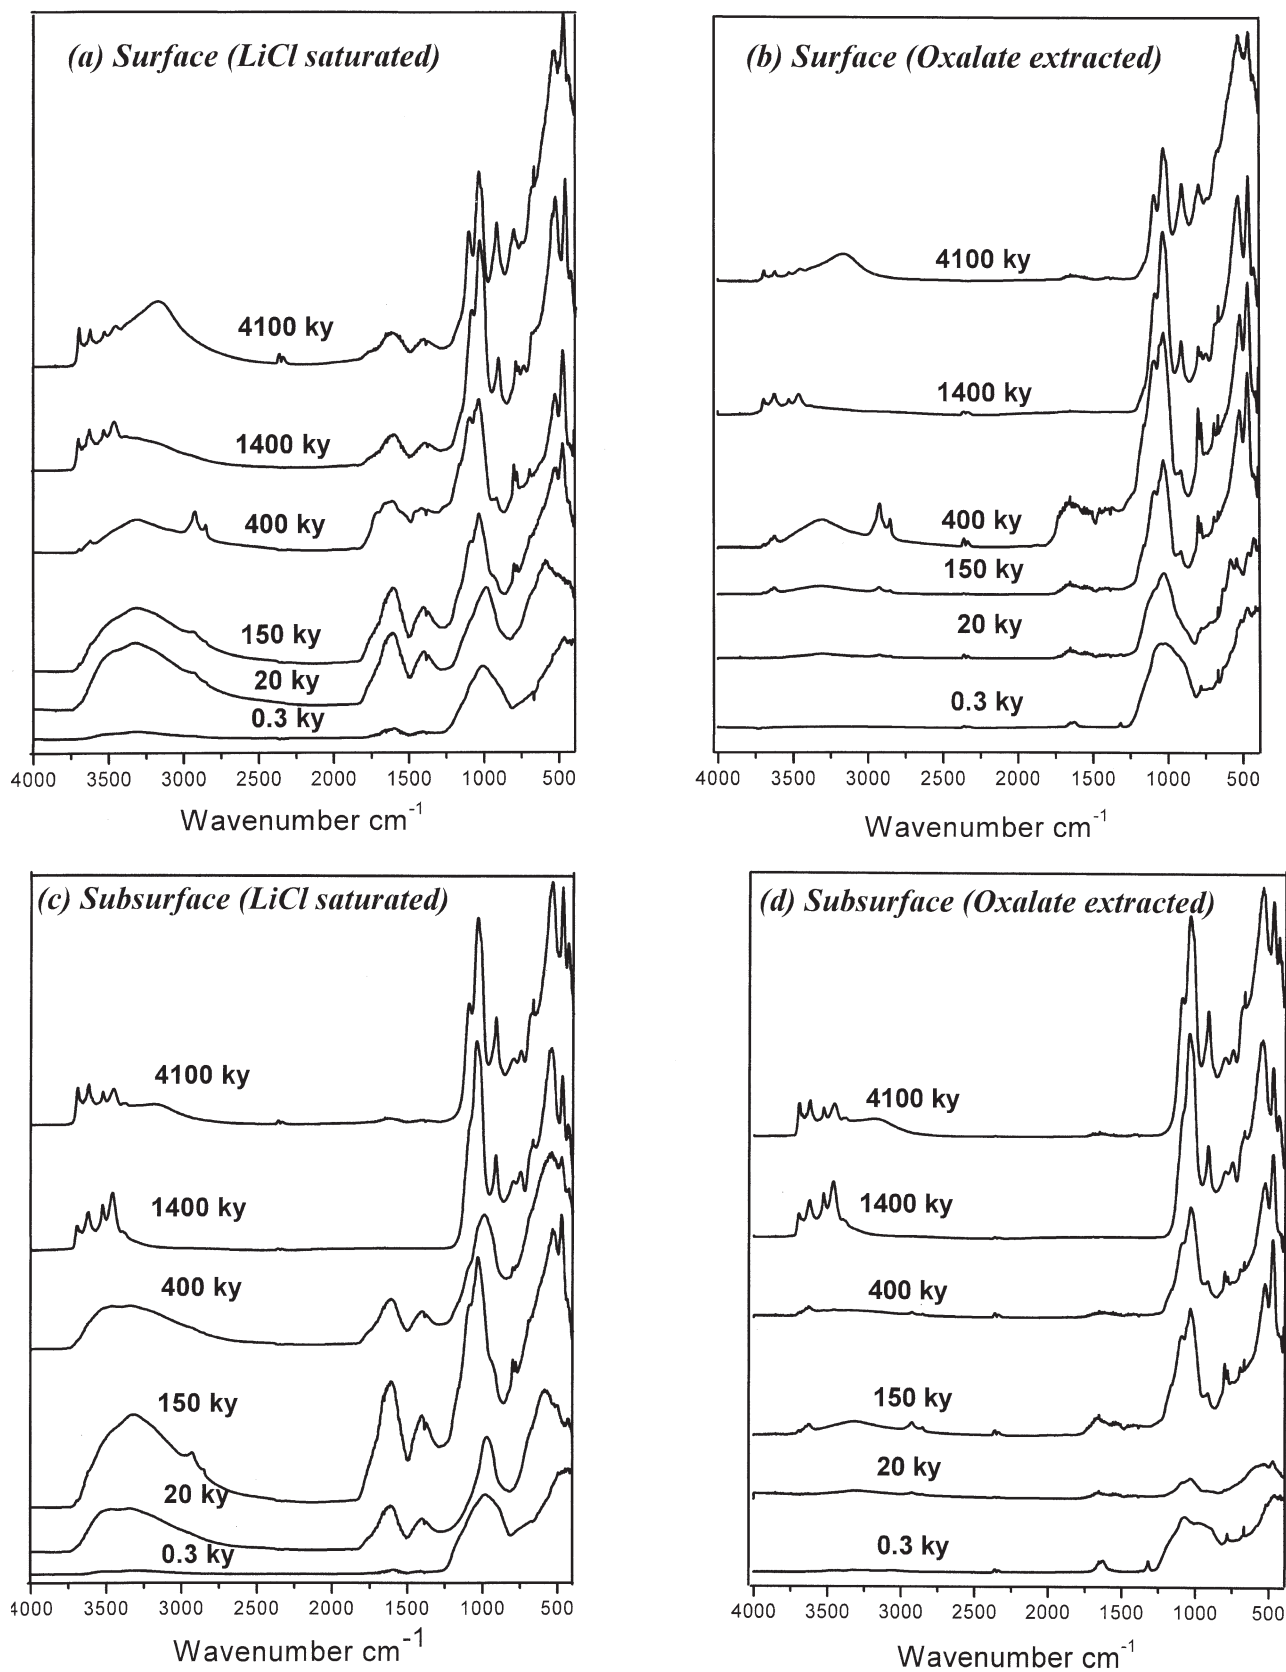 (a) Surface (LiCl saturated)
4100 ky
1400 ky
400 ky
150 ky
20 ky
0.3 ky
4000 3500 3000 2500 2000 1500 1000 500
Wavenumber cm-1
(b) Surface (Oxalate extracted)
4100 ky
1400 ky
400 ky
150 ky
20 ky
0.3 ky
4000 3500 3000 2500 2000 1500 1000 500
Wavenumber cm-1
(c) Subsurface (LiCl saturated)
4100 ky
1400 ky
400 ky
150 ky
20 ky
0.3 ky
4000 3500 3000 2500 2000 1500 1000 500
Wavenumber cm-1
(d) Subsurface (Oxalate extracted)
4100 ky
1400 ky
400 ky
150 ky
20 ky
0.3 ky
4000 3500 3000 2500 2000 1500 1000 500
Wavenumber cm-1